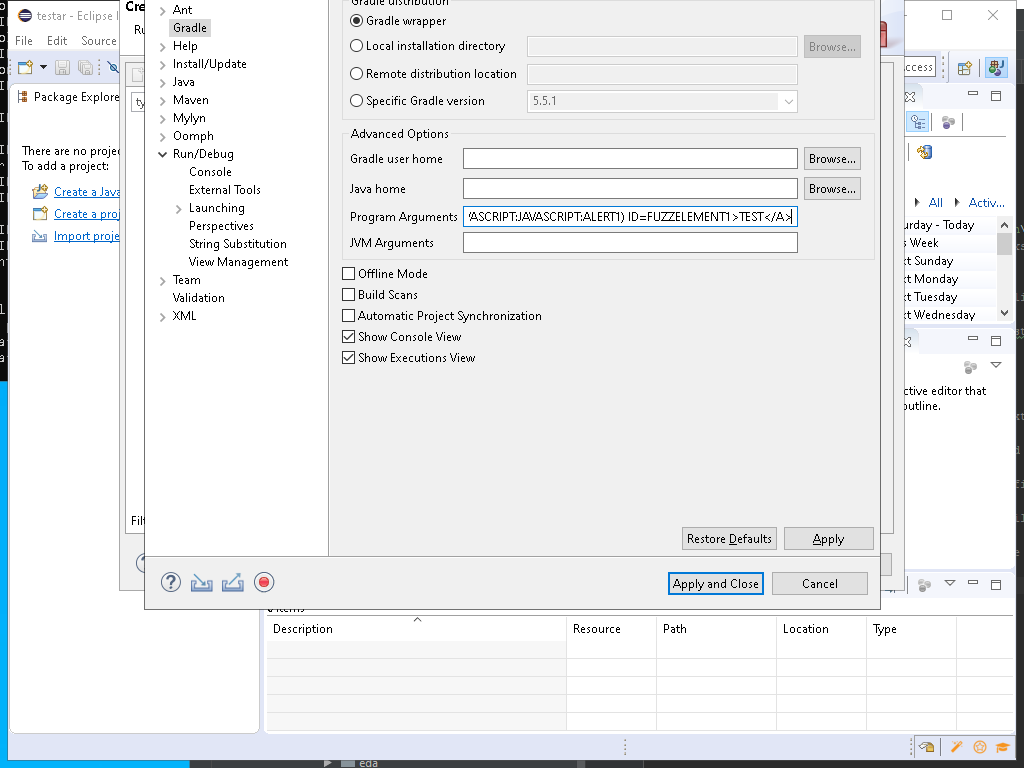 testar - Eclipse I
Cre
File Edit Source
Ru
Package Explore
ty
There are no proje
To add a project:
Create a Java
Create a proj
Import proje
Filt
Ant
Gradle
Help
Install/Update
Java
Maven
Mylyn
Oomph
Run/Debug
Console
External Tools
Launching
Perspectives
String Substitution
View Management
Team
Validation
XML
Gradle distribution
Gradle wrapper
Local installation directory
Browse...
Remote distribution location
Specific Gradle version
5.5.1
Advanced Options
Gradle user home
Browse...
Java home
Browse...
Program Arguments
'ASCRIPT:JAVASCRIPT:ALERT1) ID=FUZZELEMENT1>TEST</A>
JVM Arguments
Offline Mode
Build Scans
Automatic Project Synchronization
Show Console View
Show Executions View
Restore Defaults
Apply
Apply and Close
Cancel
ccess
All
Activ...
urday - Today
s Week
xt Sunday
xt Monday
xt Tuesday
xt Wednesday
ctive editor that
outline.
0 items
Description
Resource
Path
Location
Type
eda